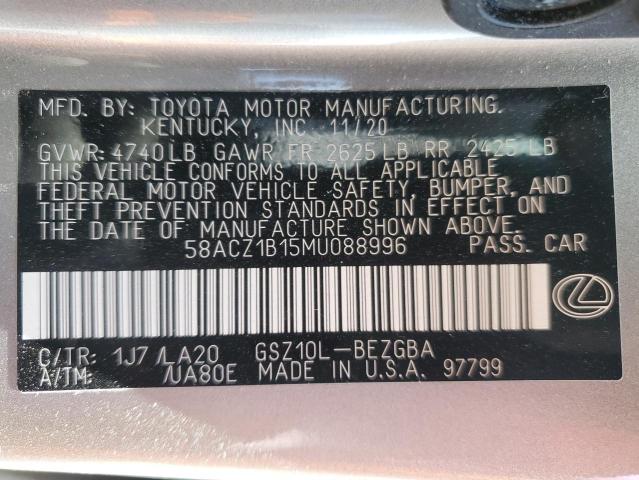 MFD. BY: TOYOTA MOTOR MANUFACTURING.
KENTUCKY, INC 11/20
GVWR: 4740LB GAWR FR 2625 LB RR 2425 LB
THIS VEHICLE CONFORMS TO ALL APPLICABLE
FEDERAL MOTOR VEHICLE SAFETY, BUMPER, AND
THEFT PREVENTION STANDARDS IN EFFECT ON
THE DATE OF MANUFACTURE SHOWN ABOVE.
58ACZ1B15MU088996 PASS. CAR
C/TR: 1J7 /LA20 GSZ10L-BEZGBA
A/TM: /UA80E MADE IN U.S.A. 97799